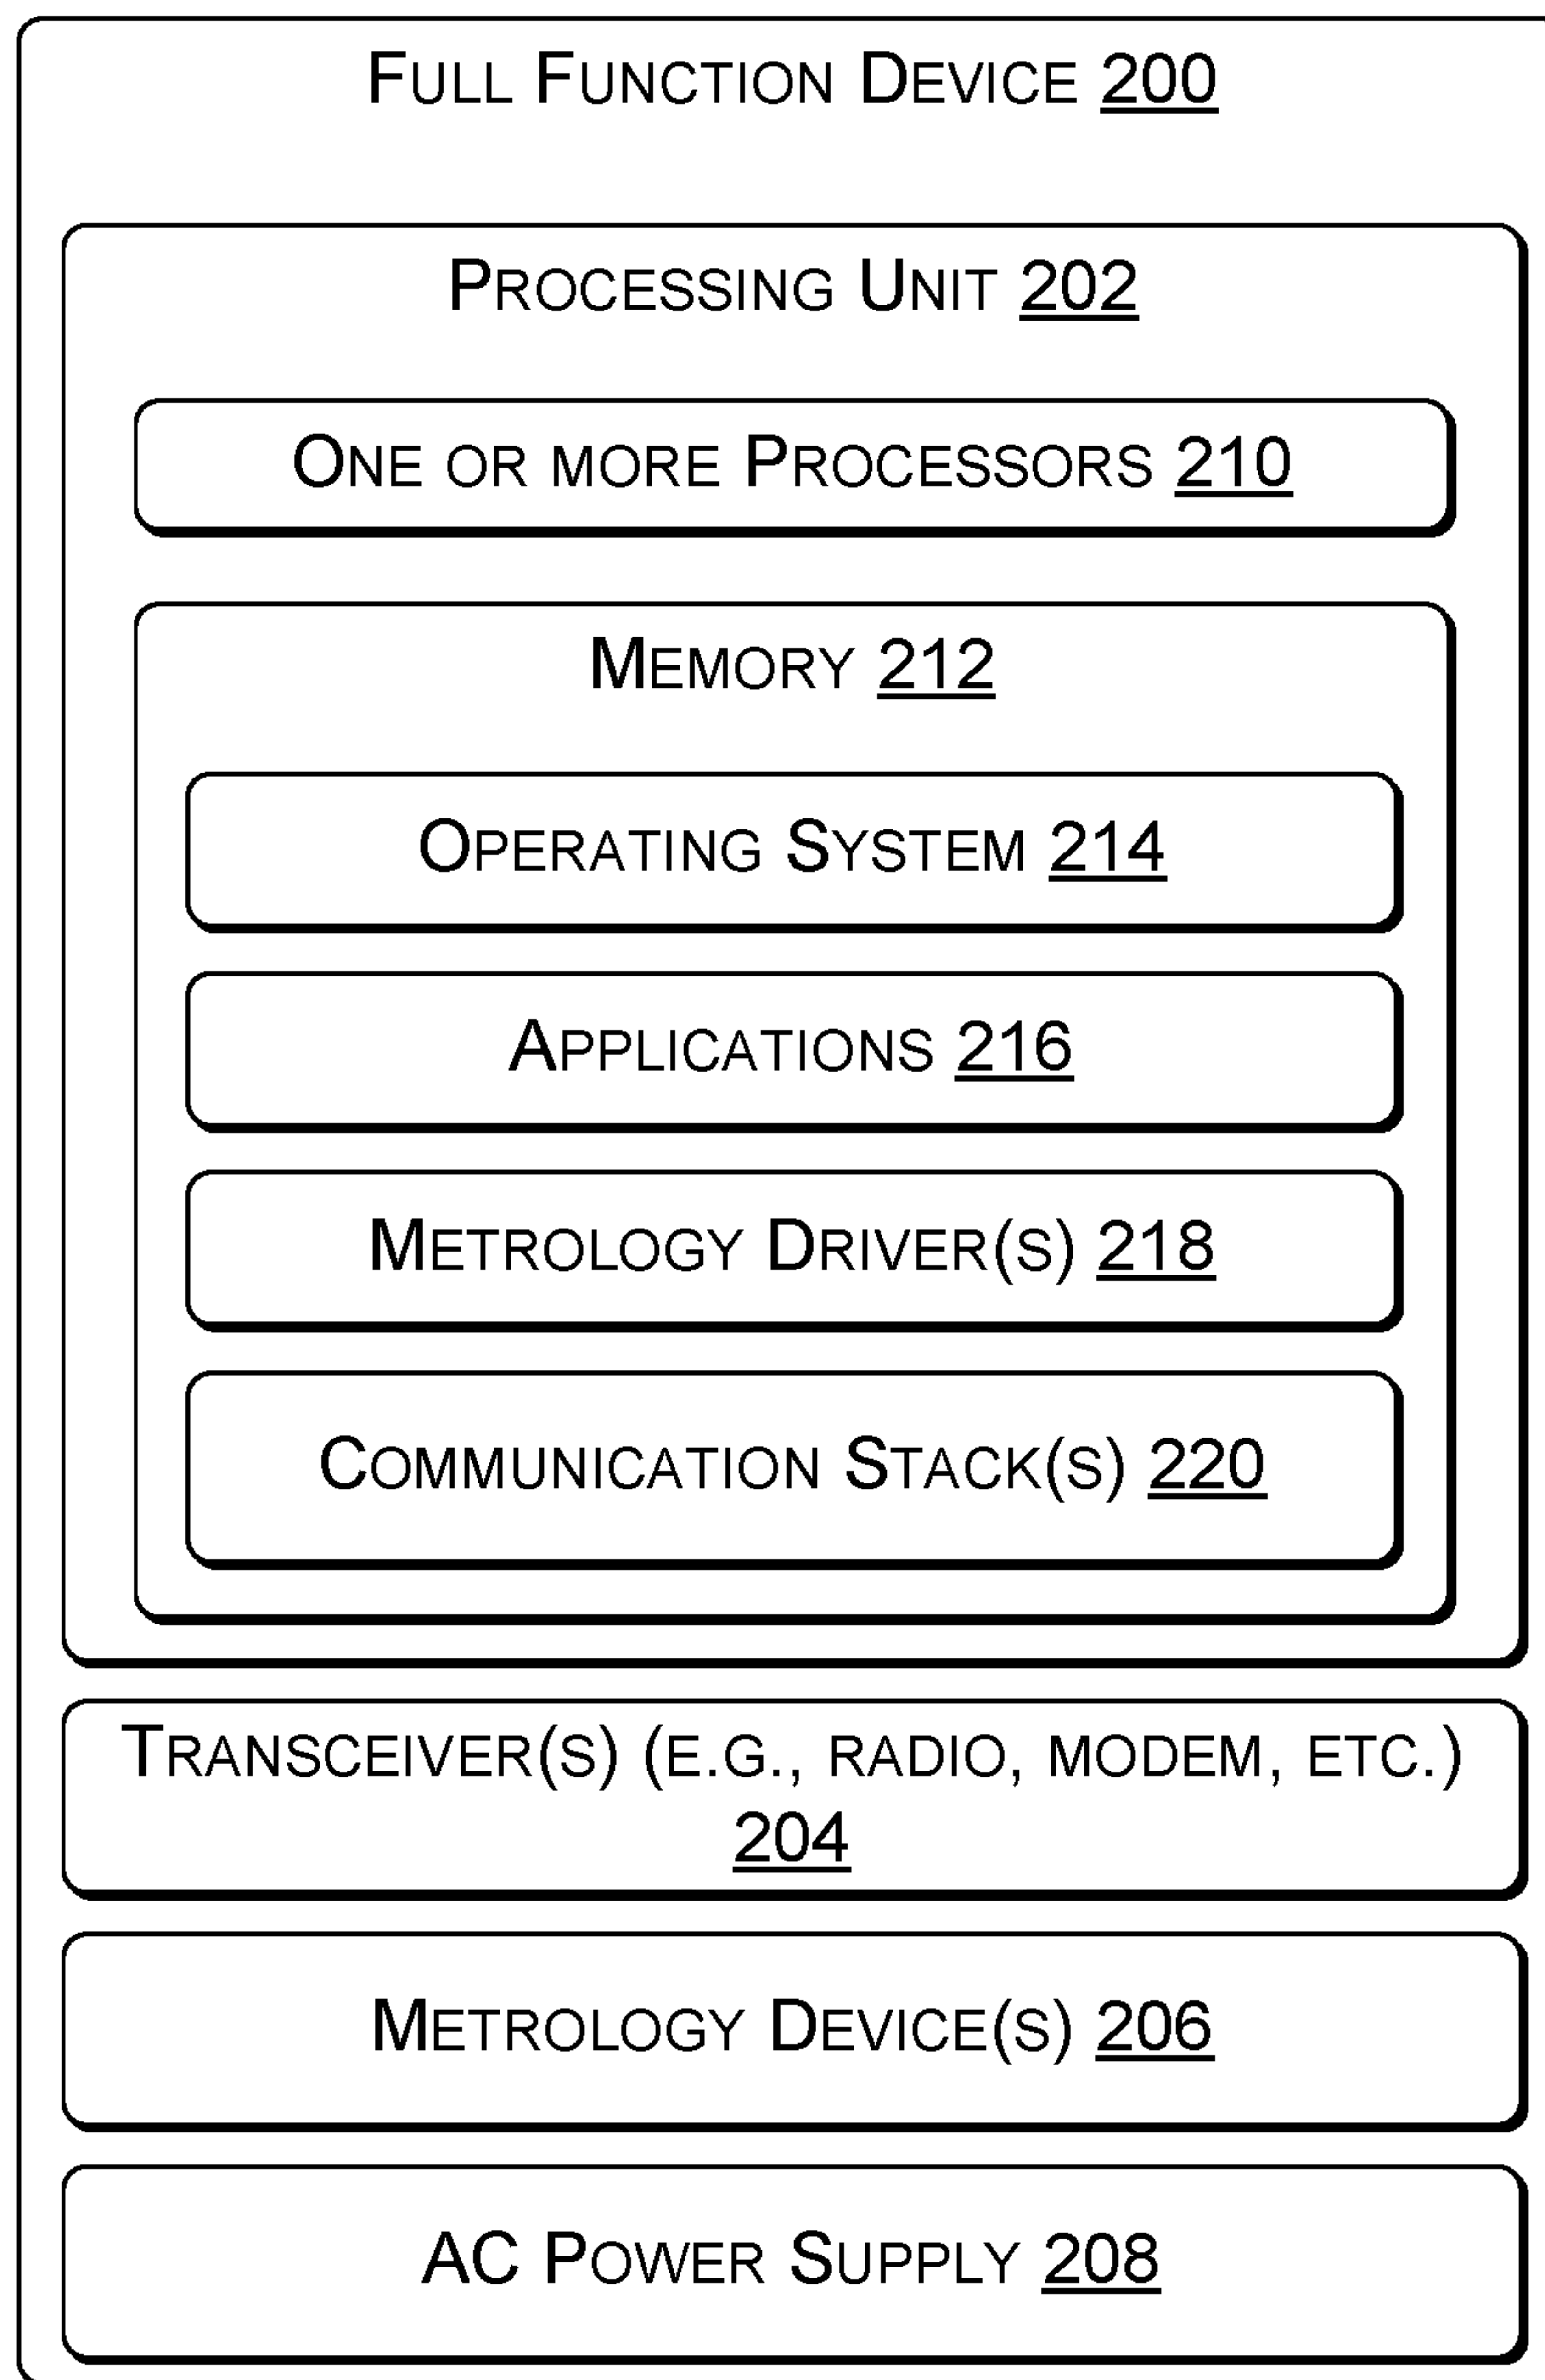 FULL FUNCTION DEVICE 200
PROCESSING UNIT 202
ONE OR MORE PROCESSORS 210
MEMORY 212
OPERATING SYSTEM 214
APPLICATIONS 216
METROLOGY DRIVER(S) 218
COMMUNICATION STACK(S) 220
TRANSCEIVER(S) (E.G., RADIO, MODEM, ETC.)
204
METROLOGY DEVICE(S) 206
AC POWER SUPPLY 208